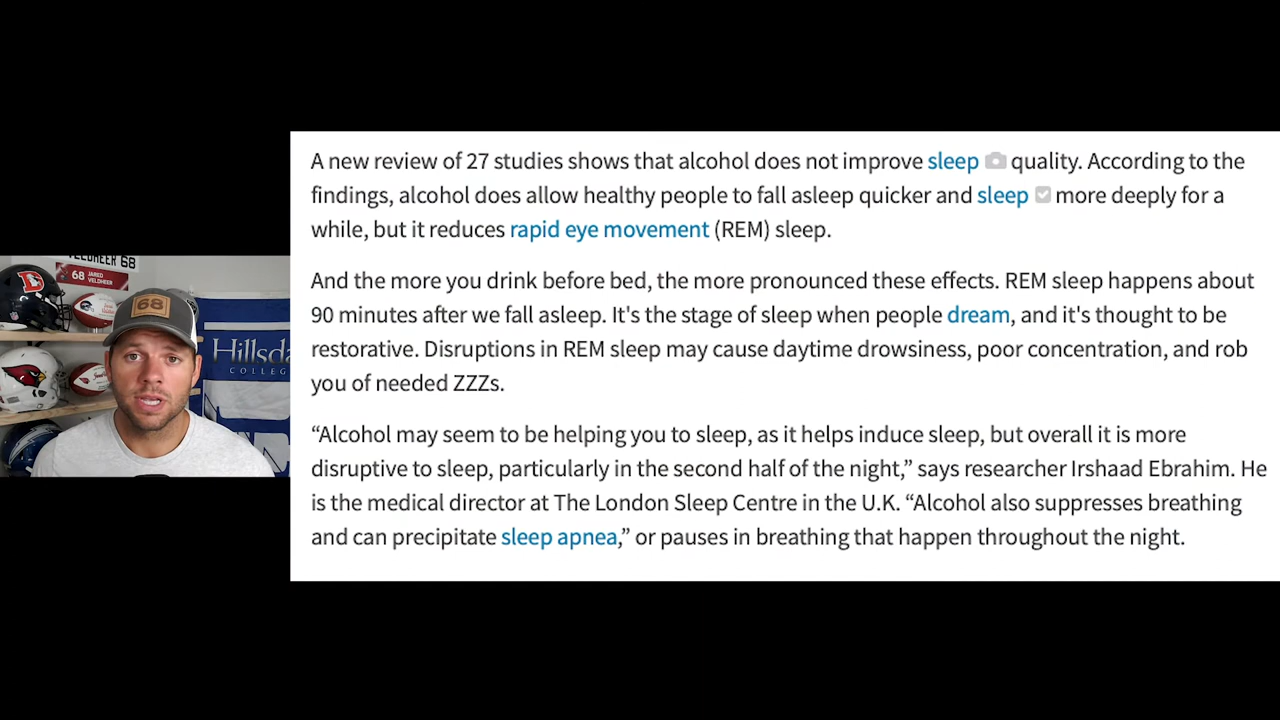 VELDHEER 68
68 JARED VELDHEER
68
Hillsda
COLLEG
A new review of 27 studies shows that alcohol does not improve sleep quality. According to the
findings, alcohol does allow healthy people to fall asleep quicker and sleep more deeply for a
while, but it reduces rapid eye movement (REM) sleep.
And the more you drink before bed, the more pronounced these effects. REM sleep happens about
90 minutes after we fall asleep. It's the stage of sleep when people dream, and it's thought to be
restorative. Disruptions in REM sleep may cause daytime drowsiness, poor concentration, and rob
you of needed ZZZs.
“Alcohol may seem to be helping you to sleep, as it helps induce sleep, but overall it is more
disruptive to sleep, particularly in the second half of the night,” says researcher Irshaad Ebrahim. He
is the medical director at The London Sleep Centre in the U.K. “Alcohol also suppresses breathing
and can precipitate sleep apnea,” or pauses in breathing that happen throughout the night.